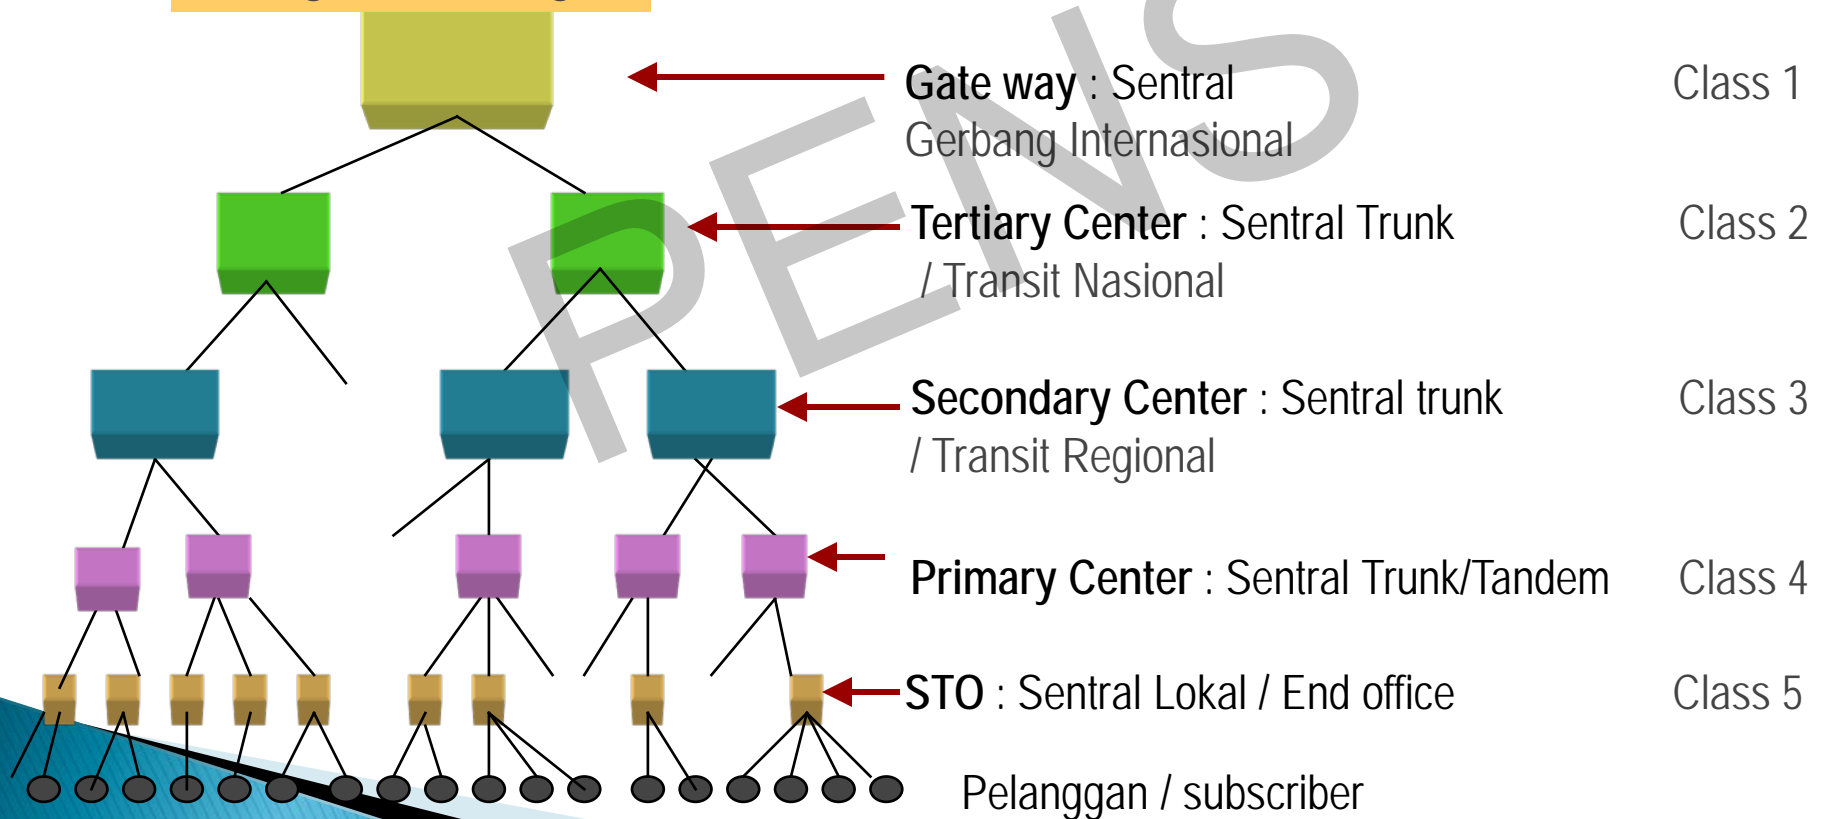 Gate way : Sentral Class 1
Gerbang Internasional
Tertiary Center : Sentral Trunk Class 2
/ Transit Nasional
Secondary Center : Sentral trunk Class 3
/ Transit Regional
Primary Center : Sentral Trunk/Tandem Class 4
STO : Sentral Lokal / End office Class 5
Pelanggan / subscriber
PENS